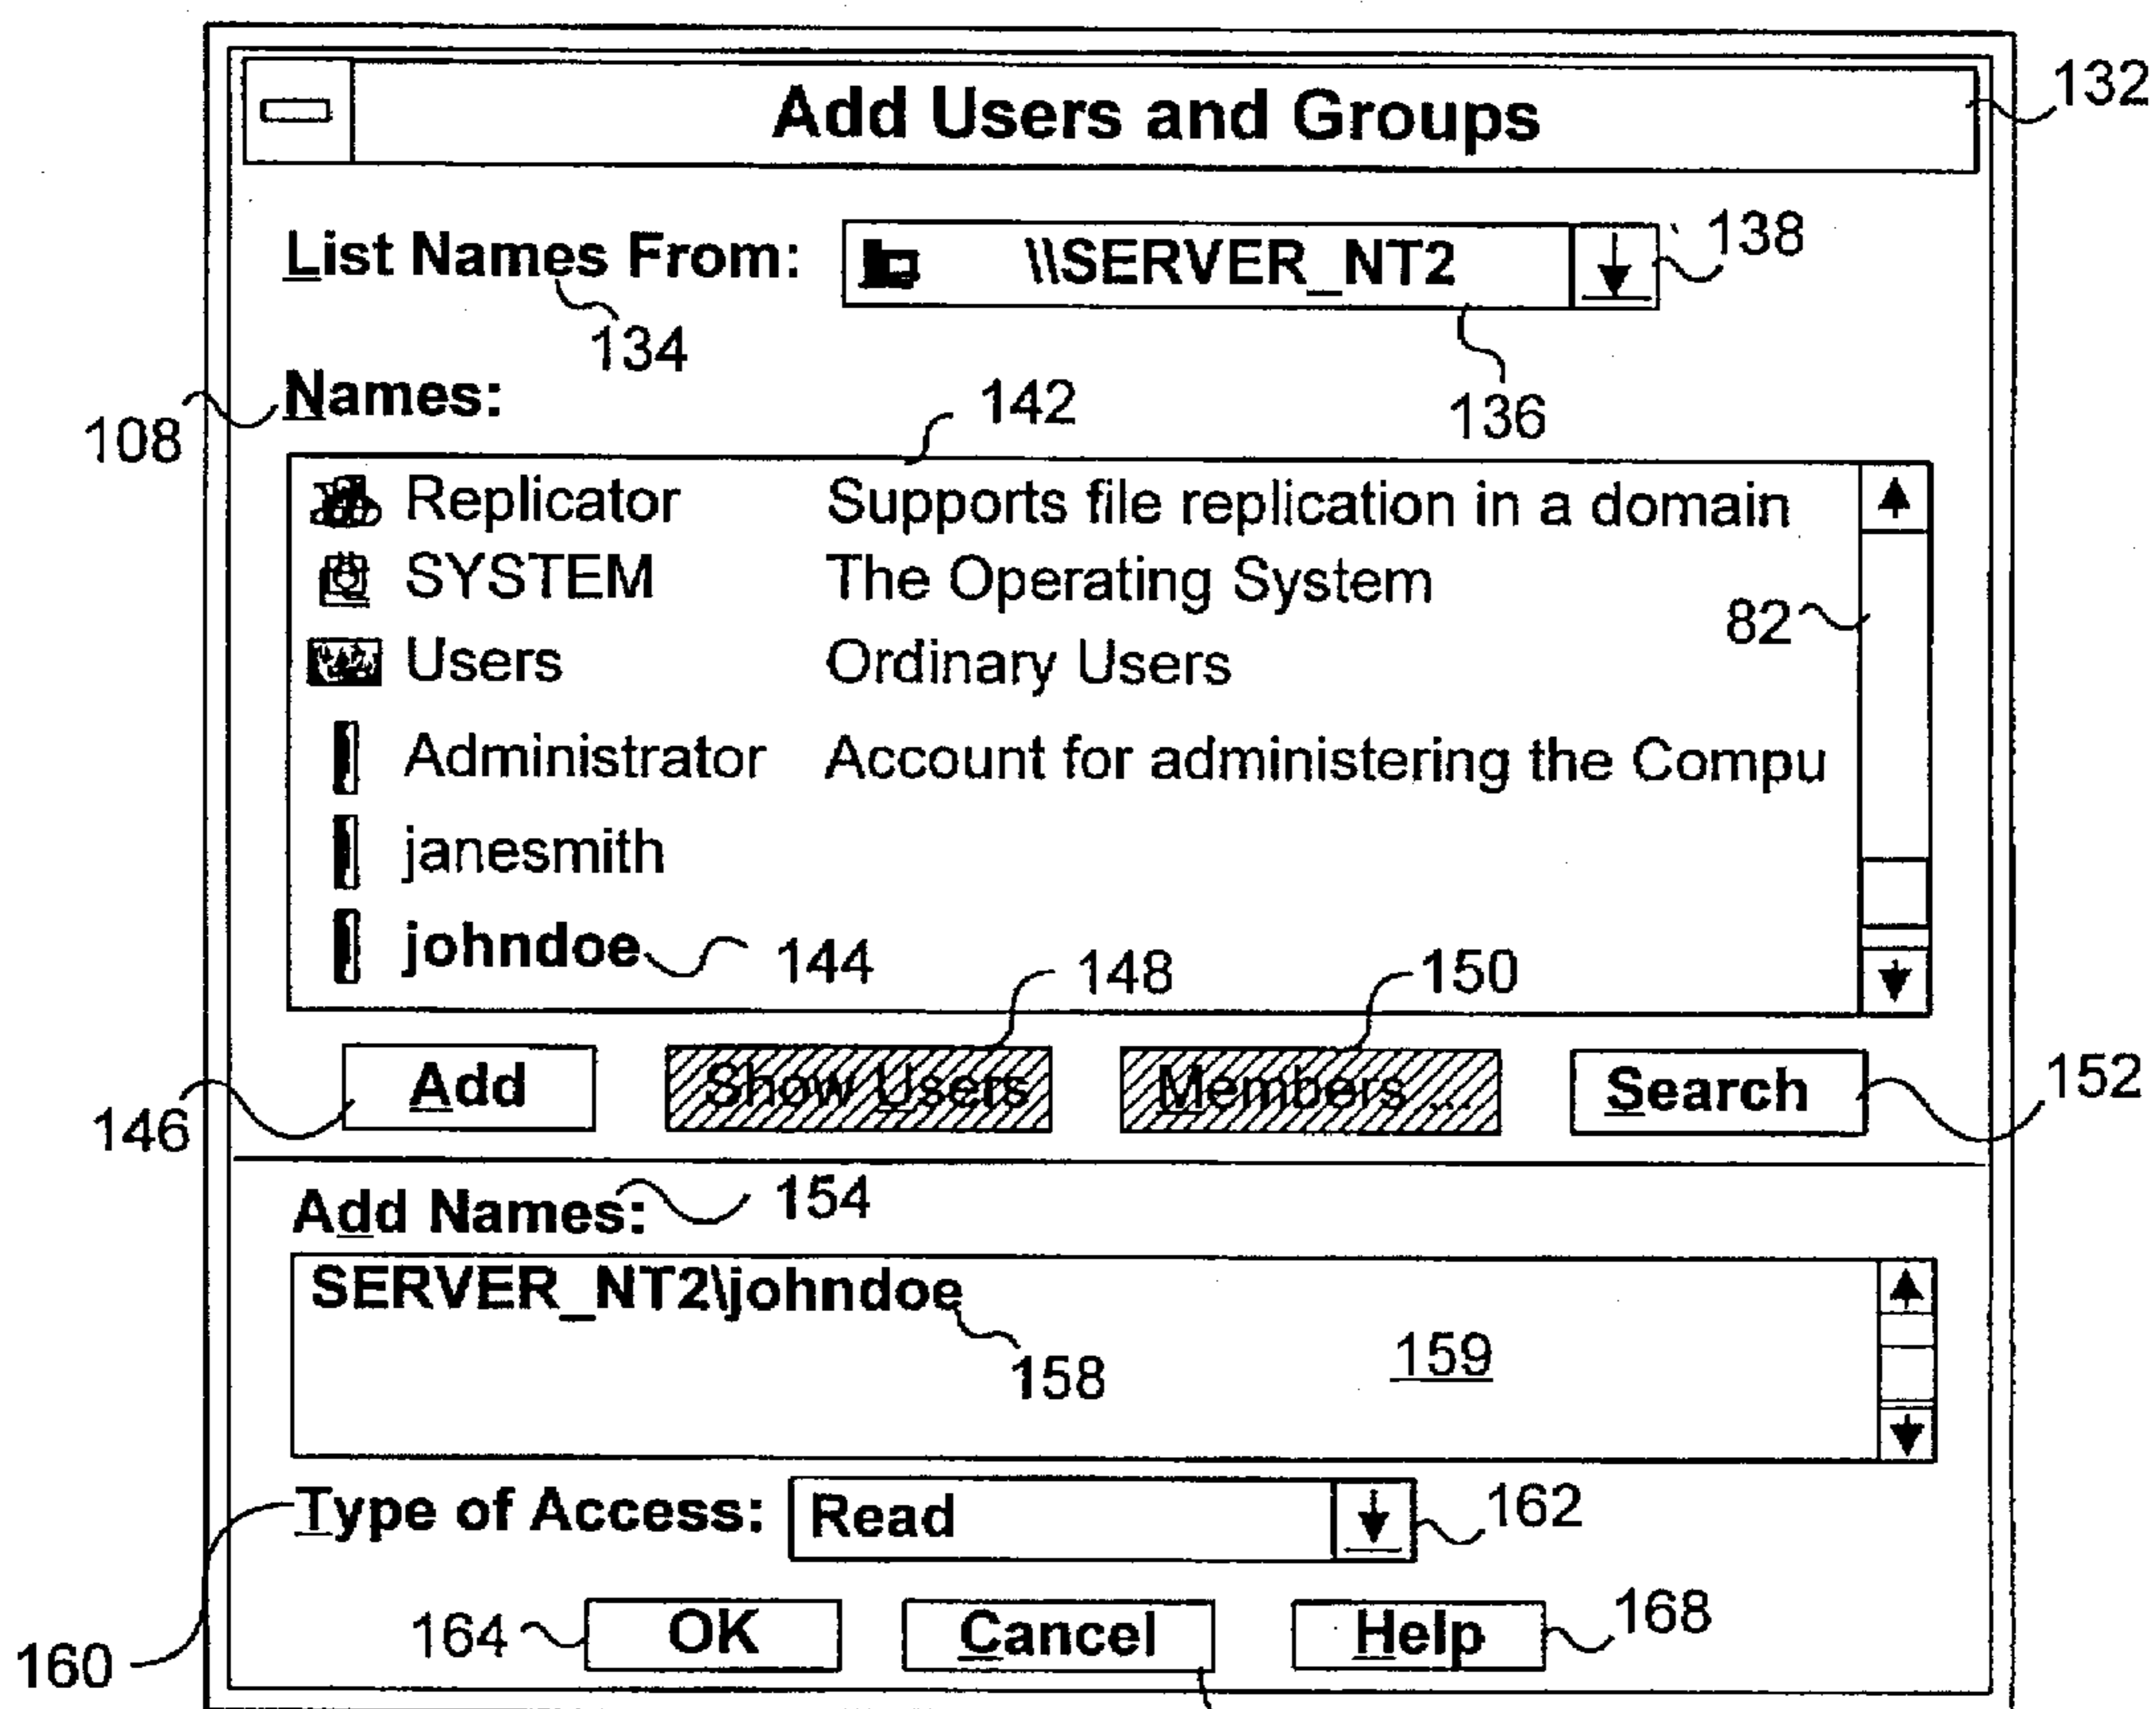 Add Users and Groups 132
List Names From: \\SERVER_NT2 138
134
136
Names:
108
142
Replicator Supports file replication in a domain
SYSTEM The Operating System
82
Users Ordinary Users
Administrator Account for administering the Compu
janesmith
johndoe 144
148 150
Add Show Users Members ... Search
146 152
Add Names: 154
SERVER_NT2\johndoe
158 159
Type of Access: Read 162
160 164 OK Cancel Help 168